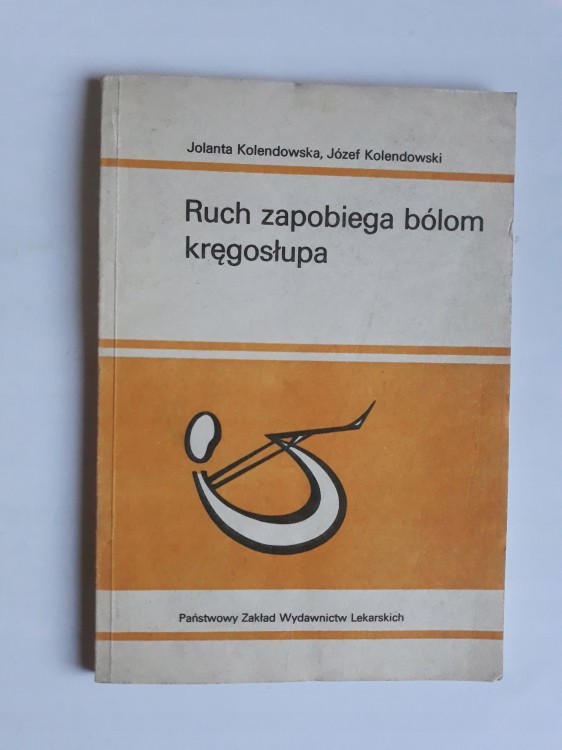 Jolanta Kolendowska, Józef Kolendowski
Ruch zapobiega bólom
kręgosłupa
Państwowy Zakład Wydawnictw Lekarskich